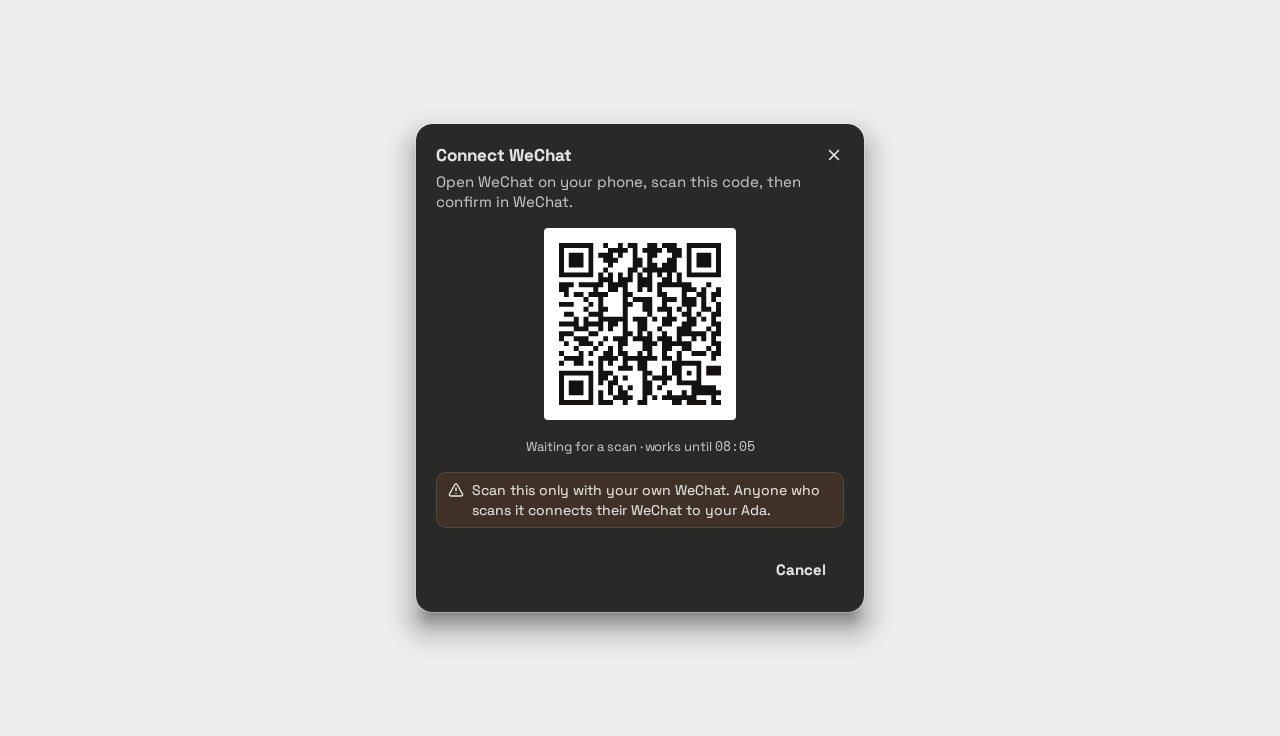 Connect WeChat
Open WeChat on your phone, scan this code, then
confirm in WeChat.
Waiting for a scan · works until 08:05
Scan this only with your own WeChat. Anyone who
scans it connects their WeChat to your Ada.
Cancel